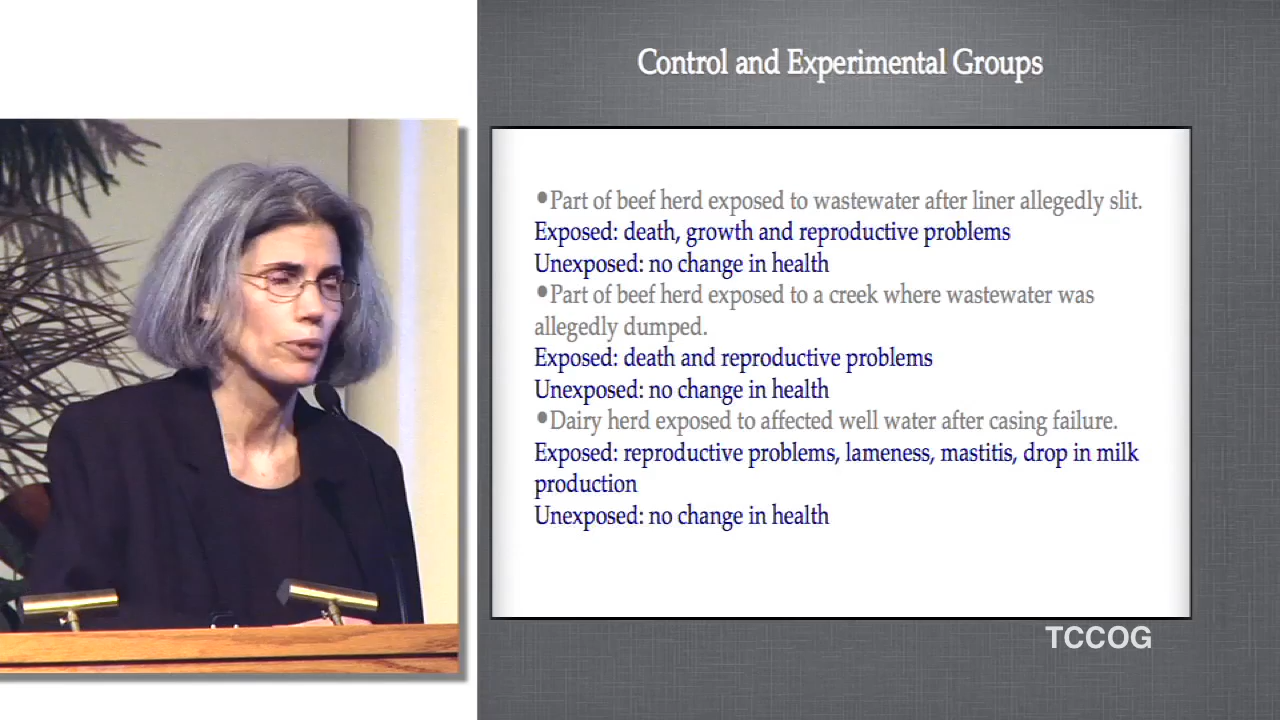 Control and Experimental Groups
•Part of beef herd exposed to wastewater after liner allegedly slit.
Exposed: death, growth and reproductive problems
Unexposed: no change in health
•Part of beef herd exposed to a creek where wastewater was
allegedly dumped.
Exposed: death and reproductive problems
Unexposed: no change in health
•Dairy herd exposed to affected well water after casing failure.
Exposed: reproductive problems, lameness, mastitis, drop in milk
production
Unexposed: no change in health
TCCOG